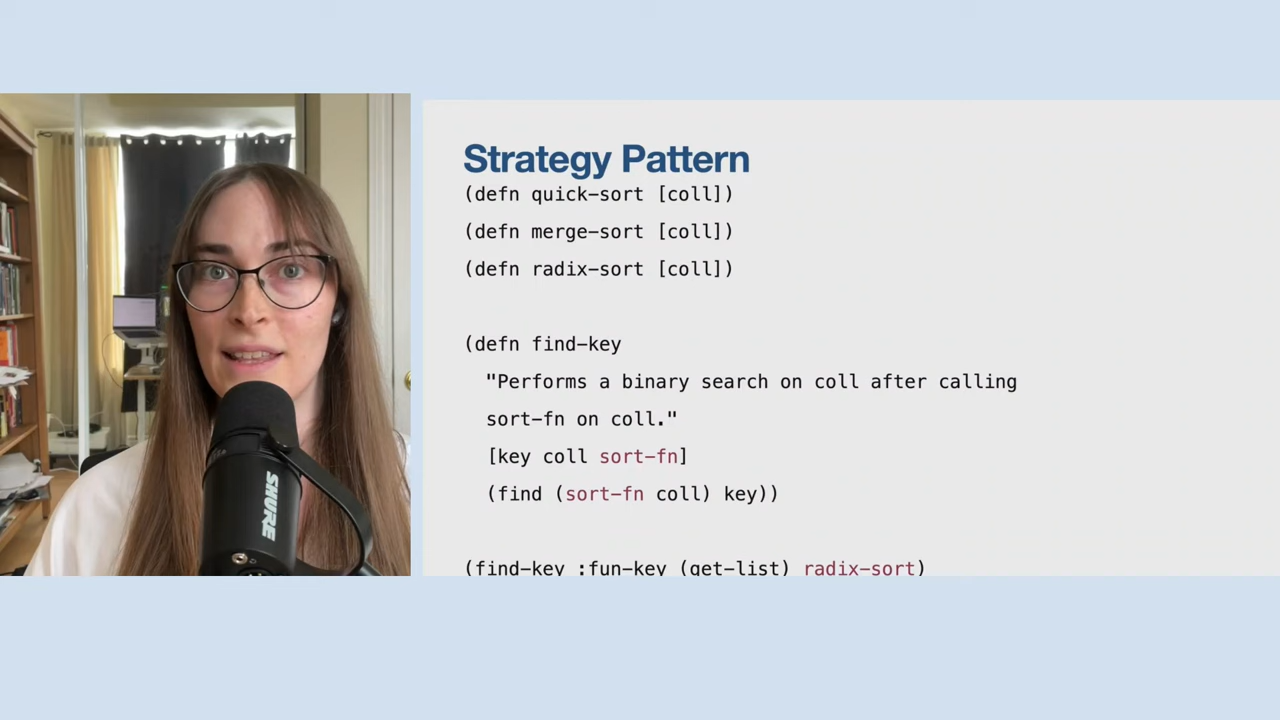 Strategy Pattern
(defn quick-sort [coll])
(defn merge-sort [coll])
(defn radix-sort [coll])
(defn find-key
"Performs a binary search on coll after calling
sort-fn on coll."
[key coll sort-fn]
(find (sort-fn coll) key))
(find-key :fun-key (get-list) radix-sort)
SHURE